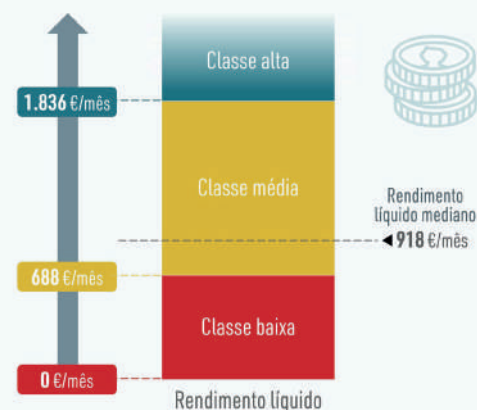 Classe alta
1.836 €/mês
Classe média
Rendimento
líquido mediano
918 €/mês
688 €/mês
Classe baixa
0 €/mês
Rendimento líquido